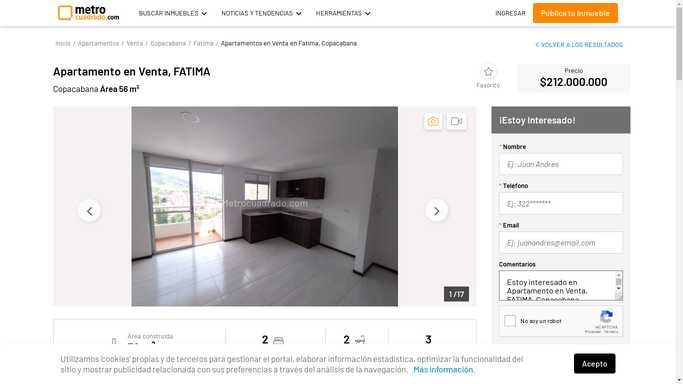 metro
cuadrado.com
BUSCAR INMUEBLES
NOTICIAS Y TENDENCIAS
HERRAMIENTAS
INGRESAR
Publica tu Inmueble
Inicio / Apartamentos / Venta / Copacabana / Fatima / Apartamentos en Venta en Fatima, Copacabana
VOLVER A LOS RESULTADOS
Apartamento en Venta, FATIMA
Copacabana Área 56 m²
Favorito
Precio
$212.000.000
Metrocuadrado.com
1 / 17
¡Estoy Interesado!
* Nombre
Ej: Juan Andres
* Teléfono
Ej: 322*******
* Email
Ej: juanandres@email.com
Comentarios
Estoy interesado en
Apartamento en Venta,
FATIMA, Copacabana
No soy un robot
reCAPTCHA
Privacidad - Términos
Área construida
2
2
3
Utilizamos 'cookies' propias y de terceros para gestionar el portal, elaborar información estadística, optimizar la funcionalidad del
sitio y mostrar publicidad relacionada con sus preferencias a través del análisis de la navegación. Más información.
Acepto